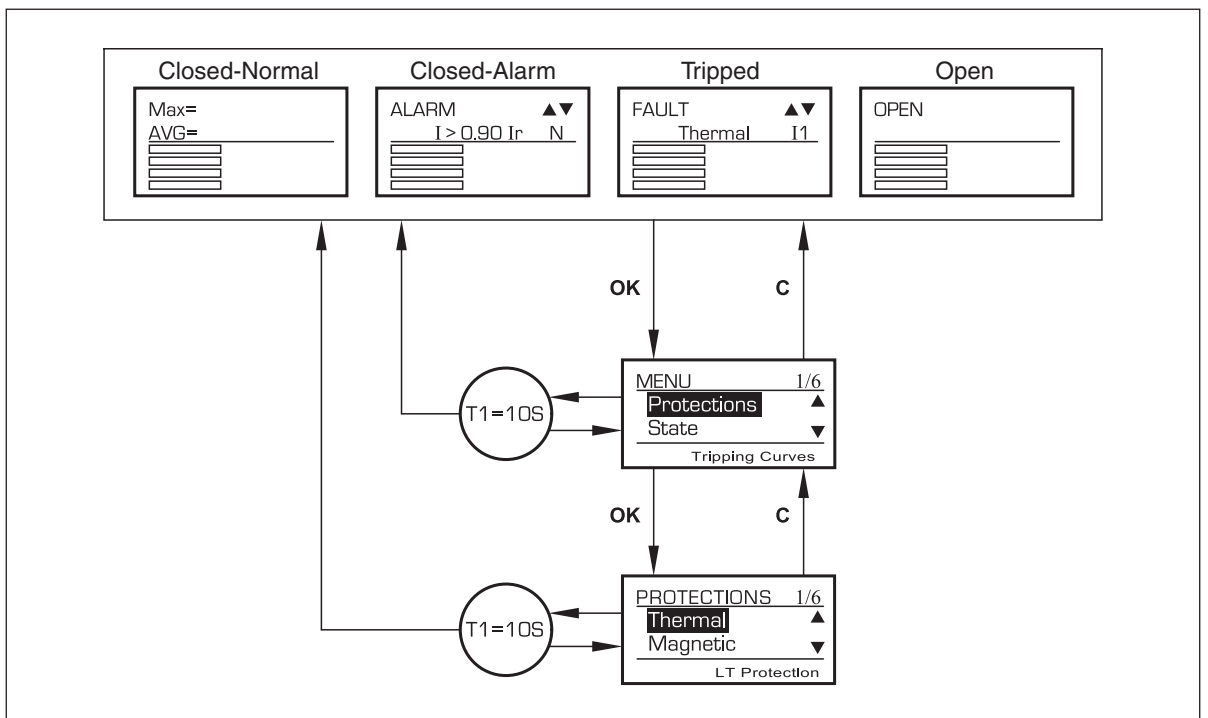 Closed-Normal
Closed-Alarm
Tripped
Open
Max=
AVG=
ALARM ▲▼
I > 0.90 Ir N
FAULT ▲▼
Thermal I1
OPEN
OK
C
T1=10S
MENU 1/6
Protections ▲
State ▼
Tripping Curves
OK
C
T1=10S
PROTECTIONS 1/6
Thermal ▲
Magnetic ▼
LT Protection